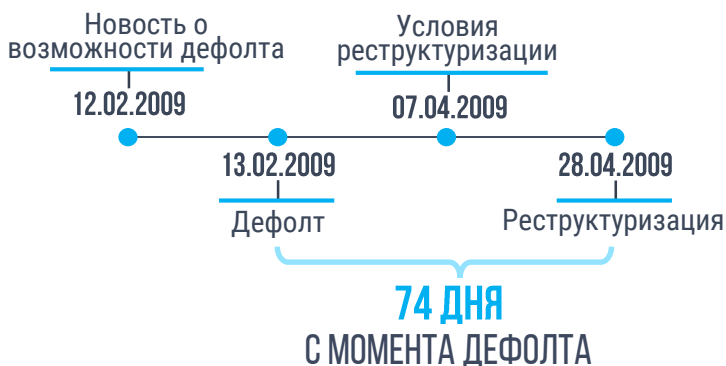 Новость о
возможности дефолта
12.02.2009
Условия
реструктуризации
07.04.2009
13.02.2009
Дефолт
28.04.2009
Реструктуризация
74 ДНЯ
С МОМЕНТА ДЕФОЛТА